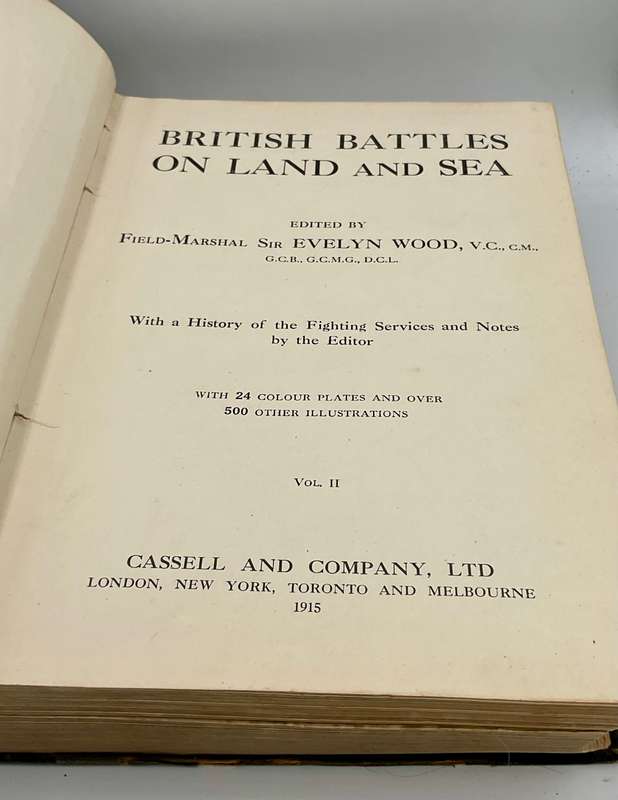 BRITISH BATTLES
ON LAND AND SEA
EDITED BY
FIELD-MARSHAL SIR EVELYN WOOD, V.C., C.M.,
G.C.B., G.C.M.G., D.C.L.
With a History of the Fighting Services and Notes
by the Editor
WITH 24 COLOUR PLATES AND OVER
500 OTHER ILLUSTRATIONS
VOL. II
CASSELL AND COMPANY, LTD
LONDON, NEW YORK, TORONTO AND MELBOURNE
1915